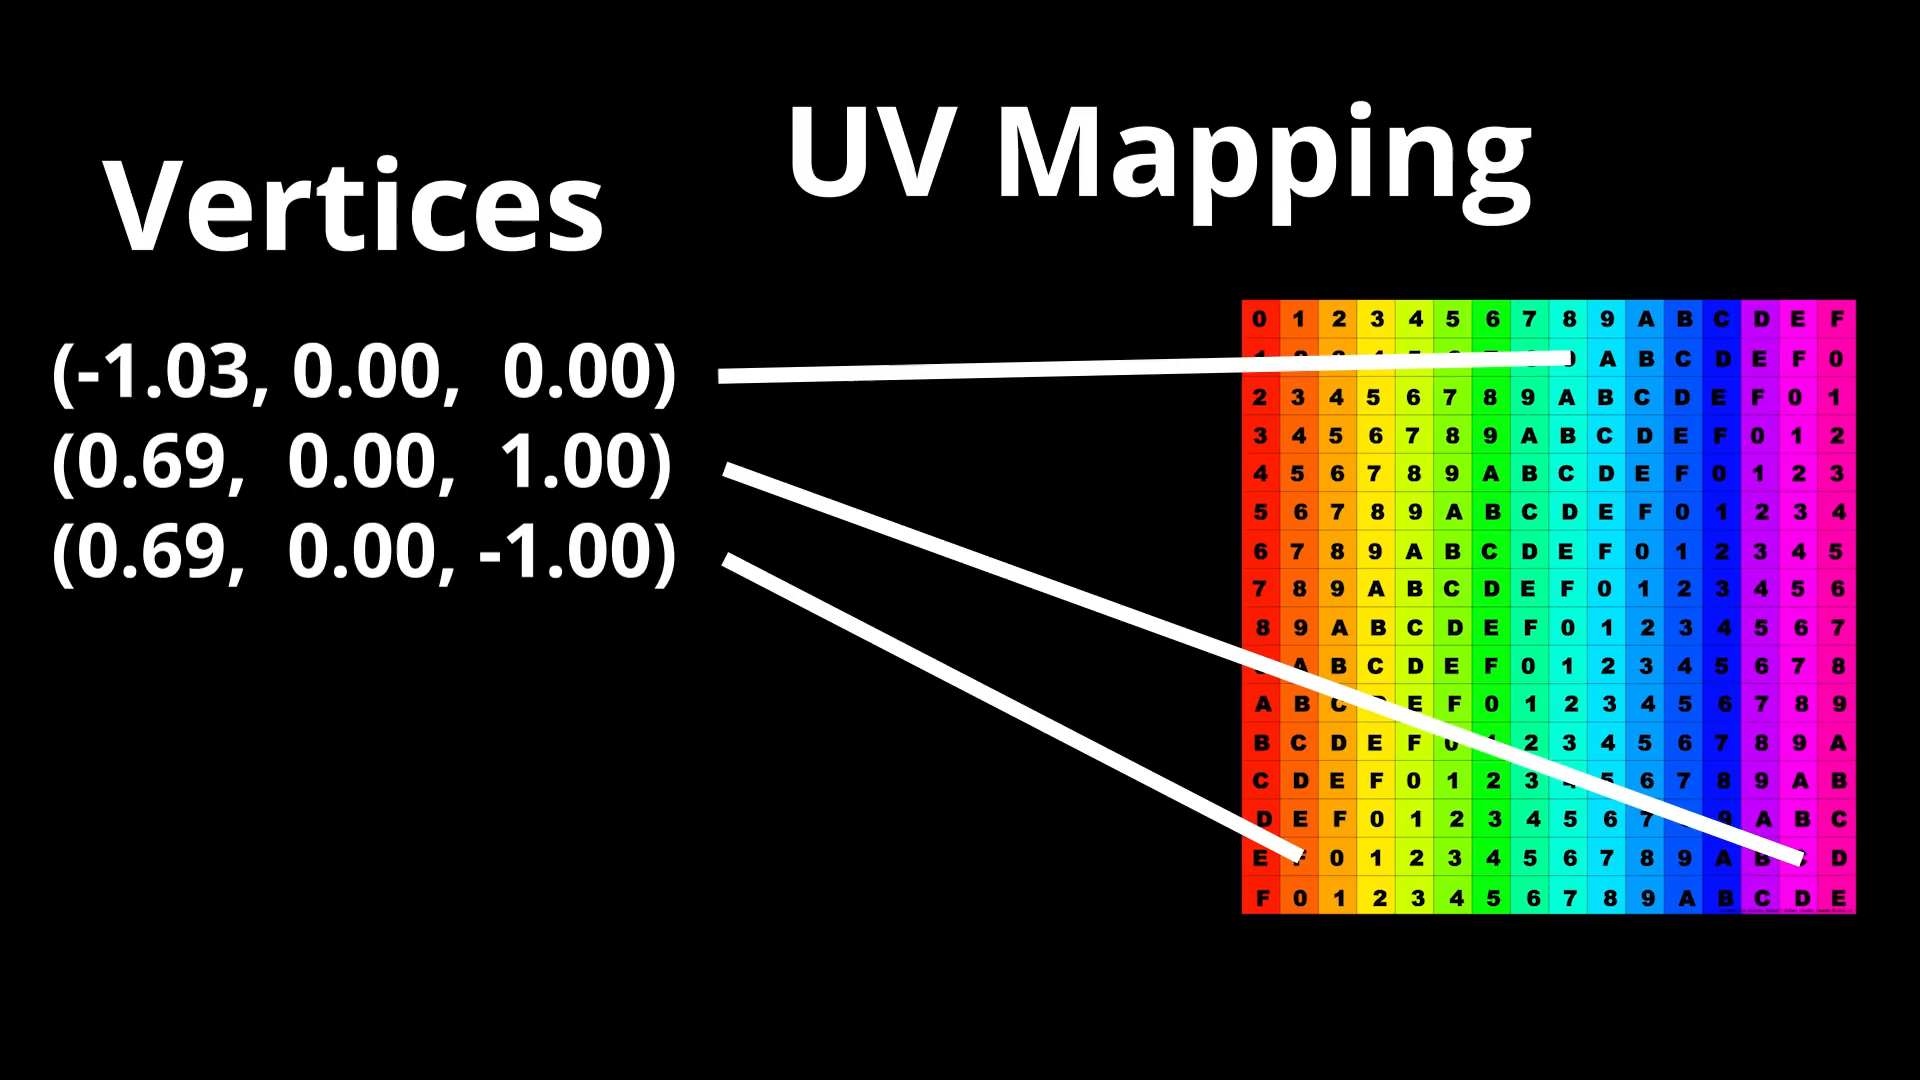 UV Mapping
Vertices
(-1.03, 0.00, 0.00)
(0.69, 0.00, 1.00)
(0.69, 0.00, -1.00)
0 1 2 3 4 5 6 7 8 9 A B C D E F
A B C D E F 0
2 3 4 5 6 7 8 9 A B C D E F 0 1
3 4 5 6 7 8 9 A B C D E F 0 1 2
4 5 6 7 8 9 A B C D E F 0 1 2 3
5 6 7 8 9 A B C D E F 0 1 2 3 4
6 7 8 9 A B C D E F 0 1 2 3 4 5
7 8 9 A B C D E F 0 1 2 3 4 5 6
8 9 A B C D E F 0 1 2 3 4 5 6 7
A B C D E F 0 1 2 3 4 5 6 7 8
A B C E F 0 1 2 3 4 5 6 7 8 9
B C D E F 0 2 3 4 5 6 7 8 9 A
C D E F 0 1 2 3 5 6 7 8 9 A B
D E F 0 1 2 3 4 5 6 7 9 A B C
E F 0 1 2 3 4 5 6 7 8 9 A B C D
F 0 1 2 3 4 5 6 7 8 9 A B C D E